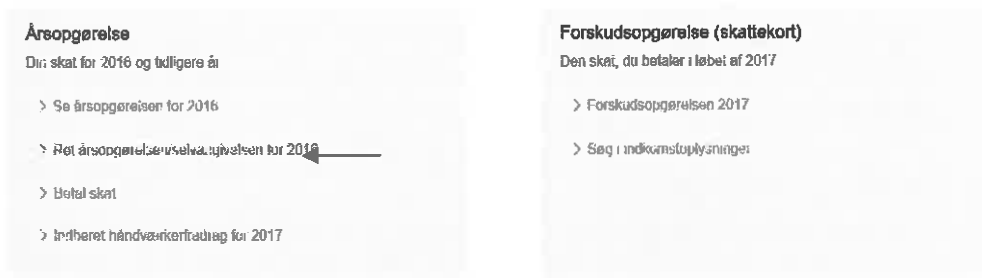 Årsopgørelse
Din skat for 2016 og tidligere år
> Se årsopgørelsen for 2016
> Ret årsopgørelsen/selvangivelsen for 2016
> Betal skat
> Indberet håndværkerfradrag for 2017
Forskudsopgørelse (skattekort)
Den skat, du betaler i løbet af 2017
> Forskudsopgørelsen 2017
> Søg i indkomstoplysninger